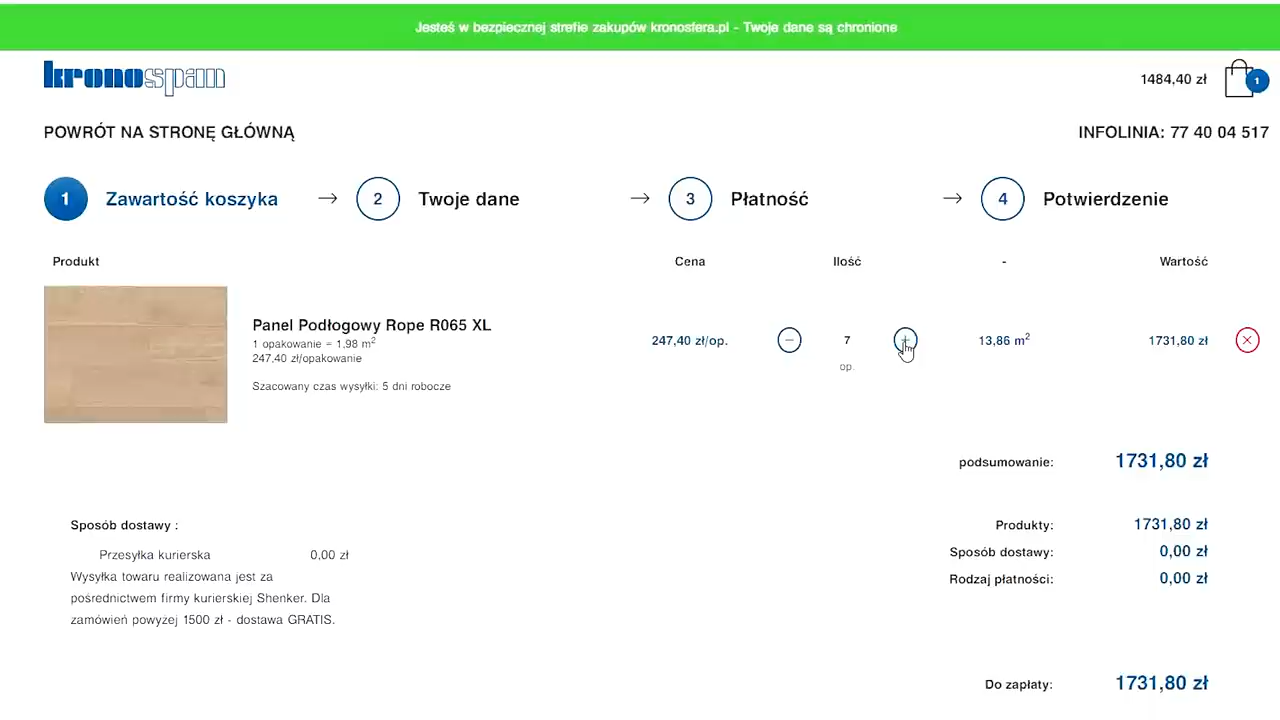 Jesteś w bezpiecznej strefie zakupów kronosfera.pl - Twoje dane są chronione
kronospan
1484,40 zł
1
POWRÓT NA STRONĘ GŁÓWNĄ
INFOLINIA: 77 40 04 517
1 Zawartość koszyka → 2 Twoje dane → 3 Płatność → 4 Potwierdzenie
Produkt Cena Ilość - Wartość
Panel Podłogowy Rope R065 XL
1 opakowanie = 1,98 m²
247,40 zł/opakowanie
Szacowany czas wysyłki: 5 dni robocze
247,40 zł/op. − 7 + 13,86 m² 1731,80 zł
op.
podsumowanie: 1731,80 zł
Sposób dostawy :
Przesyłka kurierska 0,00 zł
Wysyłka towaru realizowana jest za
pośrednictwem firmy kurierskiej Shenker. Dla
zamówień powyżej 1500 zł - dostawa GRATIS.
Produkty: 1731,80 zł
Sposób dostawy: 0,00 zł
Rodzaj płatności: 0,00 zł
Do zapłaty: 1731,80 zł